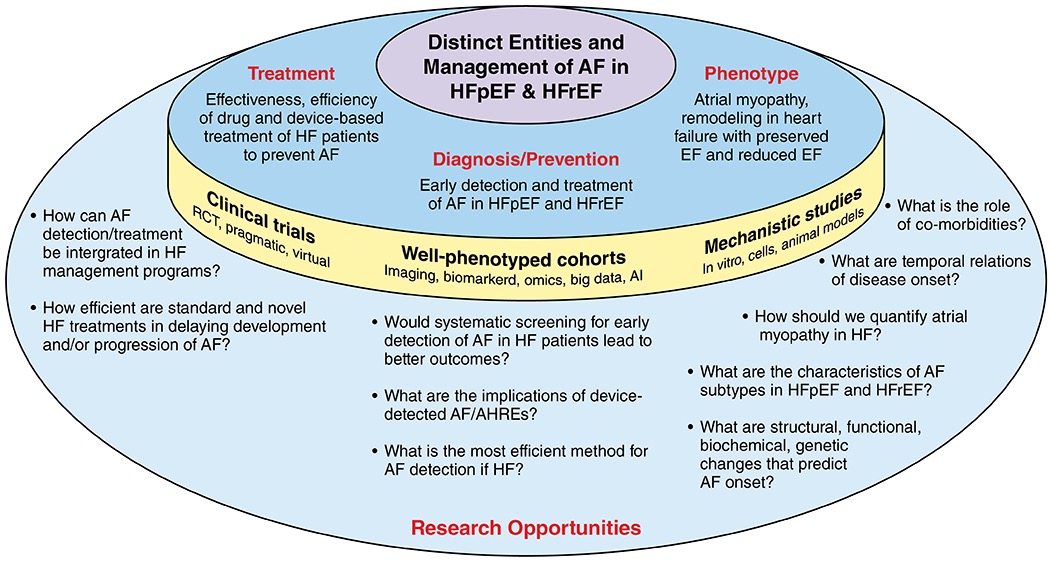 Distinct Entities and
Management of AF in
HFpEF & HFrEF
Treatment
Effectiveness, efficiency
of drug and device-based
treatment of HF patients
to prevent AF
Diagnosis/Prevention
Early detection and treatment
of AF in HFpEF and HFrEF
Phenotype
Atrial myopathy,
remodeling in heart
failure with preserved
EF and reduced EF
Clinical trials
RCT, pragmatic, virtual
Well-phenotyped cohorts
Imaging, biomarkerd, omics, big data, AI
Mechanistic studies
In vitro, cells, animal models
• How can AF
detection/treatment
be intergrated in HF
management programs?
• How efficient are standard and novel
HF treatments in delaying development
and/or progression of AF?
• Would systematic screening for early
detection of AF in HF patients lead to
better outcomes?
• What are the implications of device-
detected AF/AHREs?
• What is the most efficient method for
AF detection if HF?
• What is the role
of co-morbidities?
• What are temporal relations
of disease onset?
• How should we quantify atrial
myopathy in HF?
• What are the characteristics of AF
subtypes in HFpEF and HFrEF?
• What are structural, functional,
biochemical, genetic
changes that predict
AF onset?
Research Opportunities